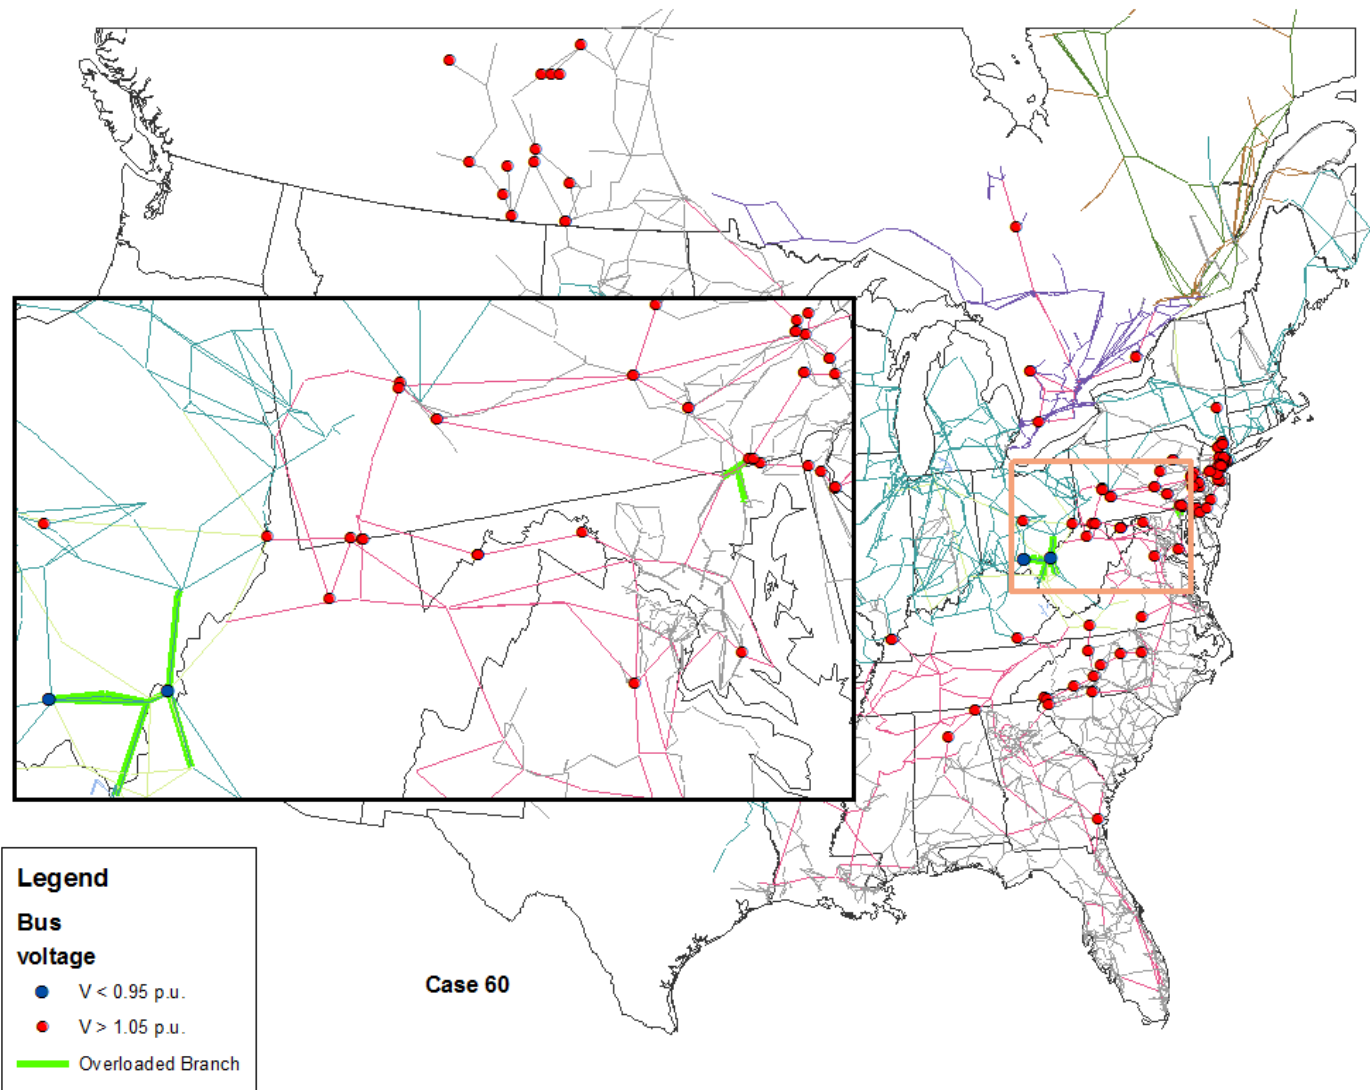 Case 60
Legend
Bus
voltage
V < 0.95 p.u.
V > 1.05 p.u.
Overloaded Branch